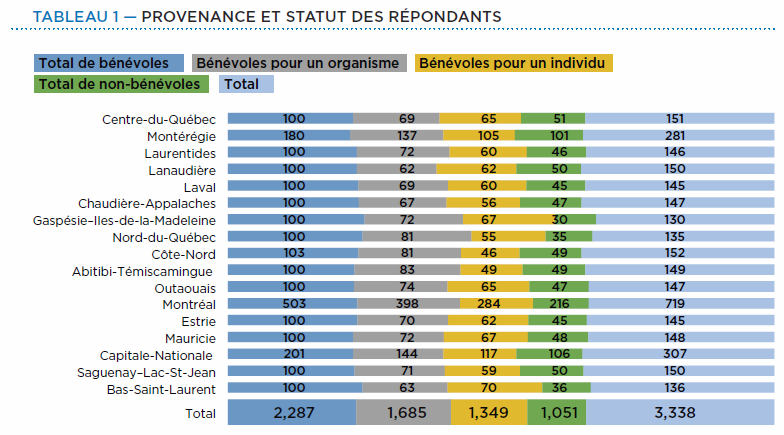 TABLEAU 1 — PROVENANCE ET STATUT DES RÉPONDANTS
Total de bénévoles Bénévoles pour un organisme Bénévoles pour un individu
Total de non-bénévoles Total
Centre-du-Québec 100 69 65 51 151
Montérégie 180 137 105 101 281
Laurentides 100 72 60 46 146
Lanaudière 100 62 62 50 150
Laval 100 69 60 45 145
Chaudière-Appalaches 100 67 56 47 147
Gaspésie–Iles-de-la-Madeleine 100 72 67 30 130
Nord-du-Québec 100 81 55 35 135
Côte-Nord 103 81 46 49 152
Abitibi-Témiscamingue 100 83 49 49 149
Outaouais 100 74 65 47 147
Montréal 503 398 284 216 719
Estrie 100 70 62 45 145
Mauricie 100 72 67 48 148
Capitale-Nationale 201 144 117 106 307
Saguenay–Lac-St-Jean 100 71 59 50 150
Bas-Saint-Laurent 100 63 70 36 136
Total 2,287 1,685 1,349 1,051 3,338